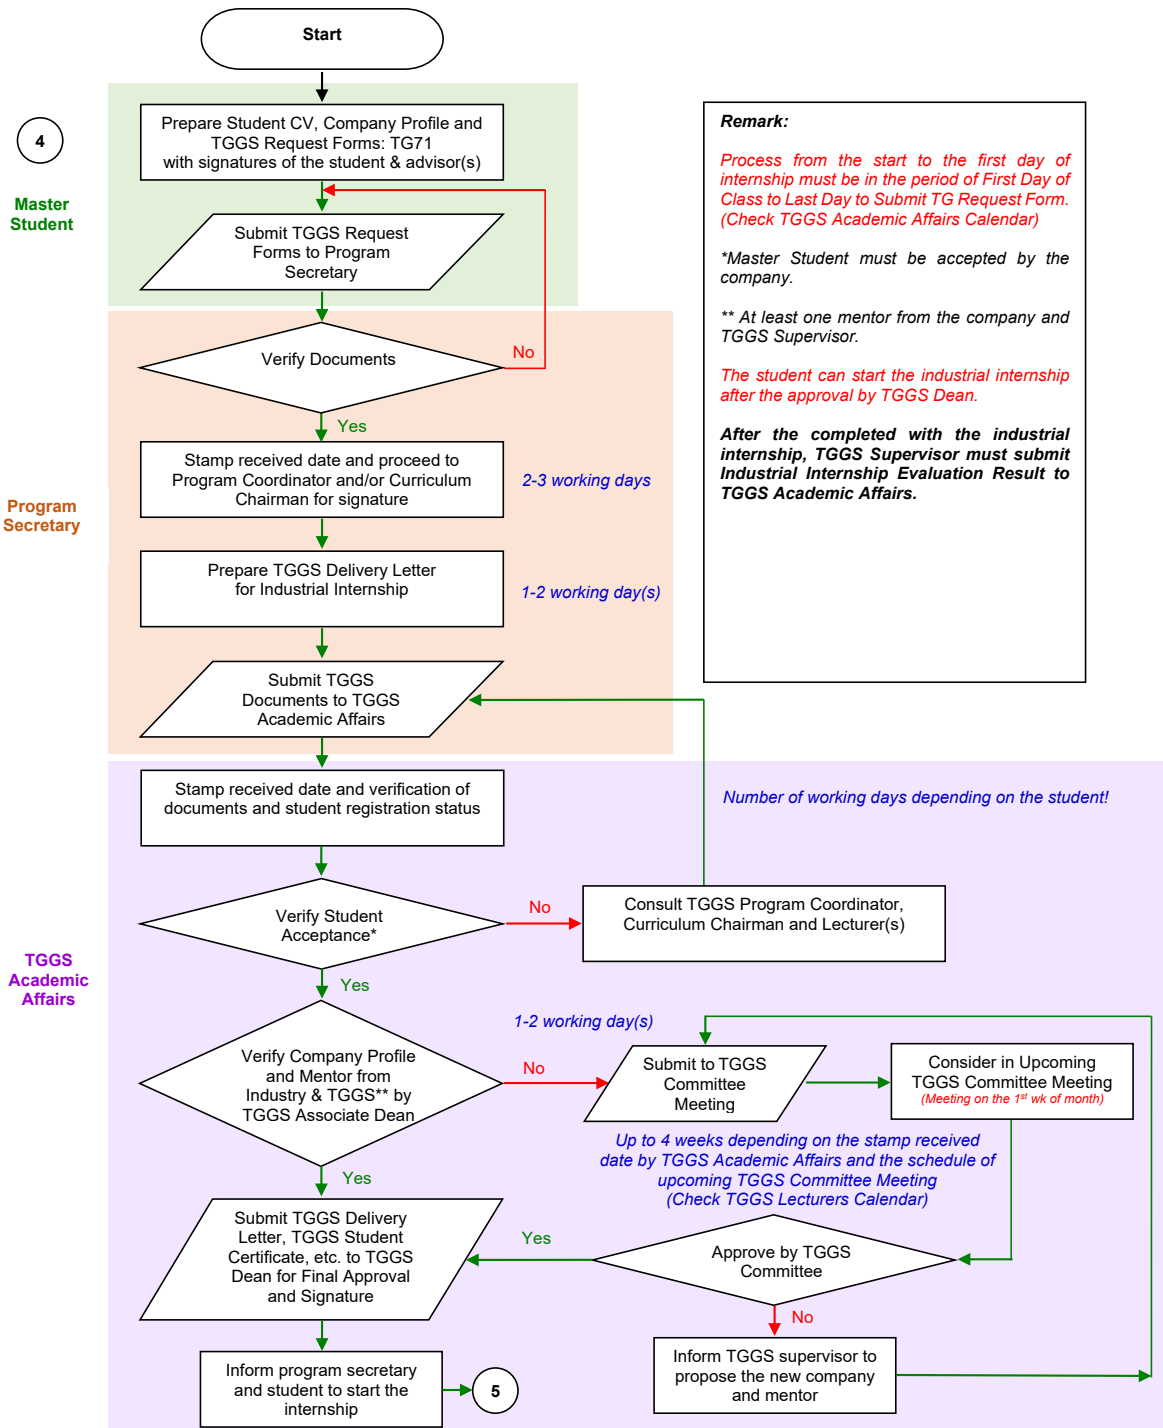 Start
4
Master
Student
Prepare Student CV, Company Profile and
TGGS Request Forms: TG71
with signatures of the student & advisor(s)
Submit TGGS Request
Forms to Program
Secretary
Remark:
Process from the start to the first day of
internship must be in the period of First Day of
Class to Last Day to Submit TG Request Form.
(Check TGGS Academic Affairs Calendar)
*Master Student must be accepted by the
company.
** At least one mentor from the company and
TGGS Supervisor.
The student can start the industrial internship
after the approval by TGGS Dean.
After the completed with the industrial
internship, TGGS Supervisor must submit
Industrial Internship Evaluation Result to
TGGS Academic Affairs.
Program
Secretary
Verify Documents
No
Yes
Stamp received date and proceed to
Program Coordinator and/or Curriculum
Chairman for signature
2-3 working days
Prepare TGGS Delivery Letter
for Industrial Internship
1-2 working day(s)
Submit TGGS
Documents to TGGS
Academic Affairs
TGGS
Academic
Affairs
Stamp received date and verification of
documents and student registration status
Number of working days depending on the student!
Verify Student
Acceptance*
No
Consult TGGS Program Coordinator,
Curriculum Chairman and Lecturer(s)
Yes
Verify Company Profile
and Mentor from
Industry & TGGS** by
TGGS Associate Dean
1-2 working day(s)
No
Submit to TGGS
Committee
Meeting
Consider in Upcoming
TGGS Committee Meeting
(Meeting on the 1st wk of month)
Up to 4 weeks depending on the stamp received
date by TGGS Academic Affairs and the schedule of
upcoming TGGS Committee Meeting
(Check TGGS Lecturers Calendar)
Yes
Submit TGGS Delivery
Letter, TGGS Student
Certificate, etc. to TGGS
Dean for Final Approval
and Signature
Yes
Approve by TGGS
Committee
No
Inform TGGS supervisor to
propose the new company
and mentor
Inform program secretary
and student to start the
internship
5